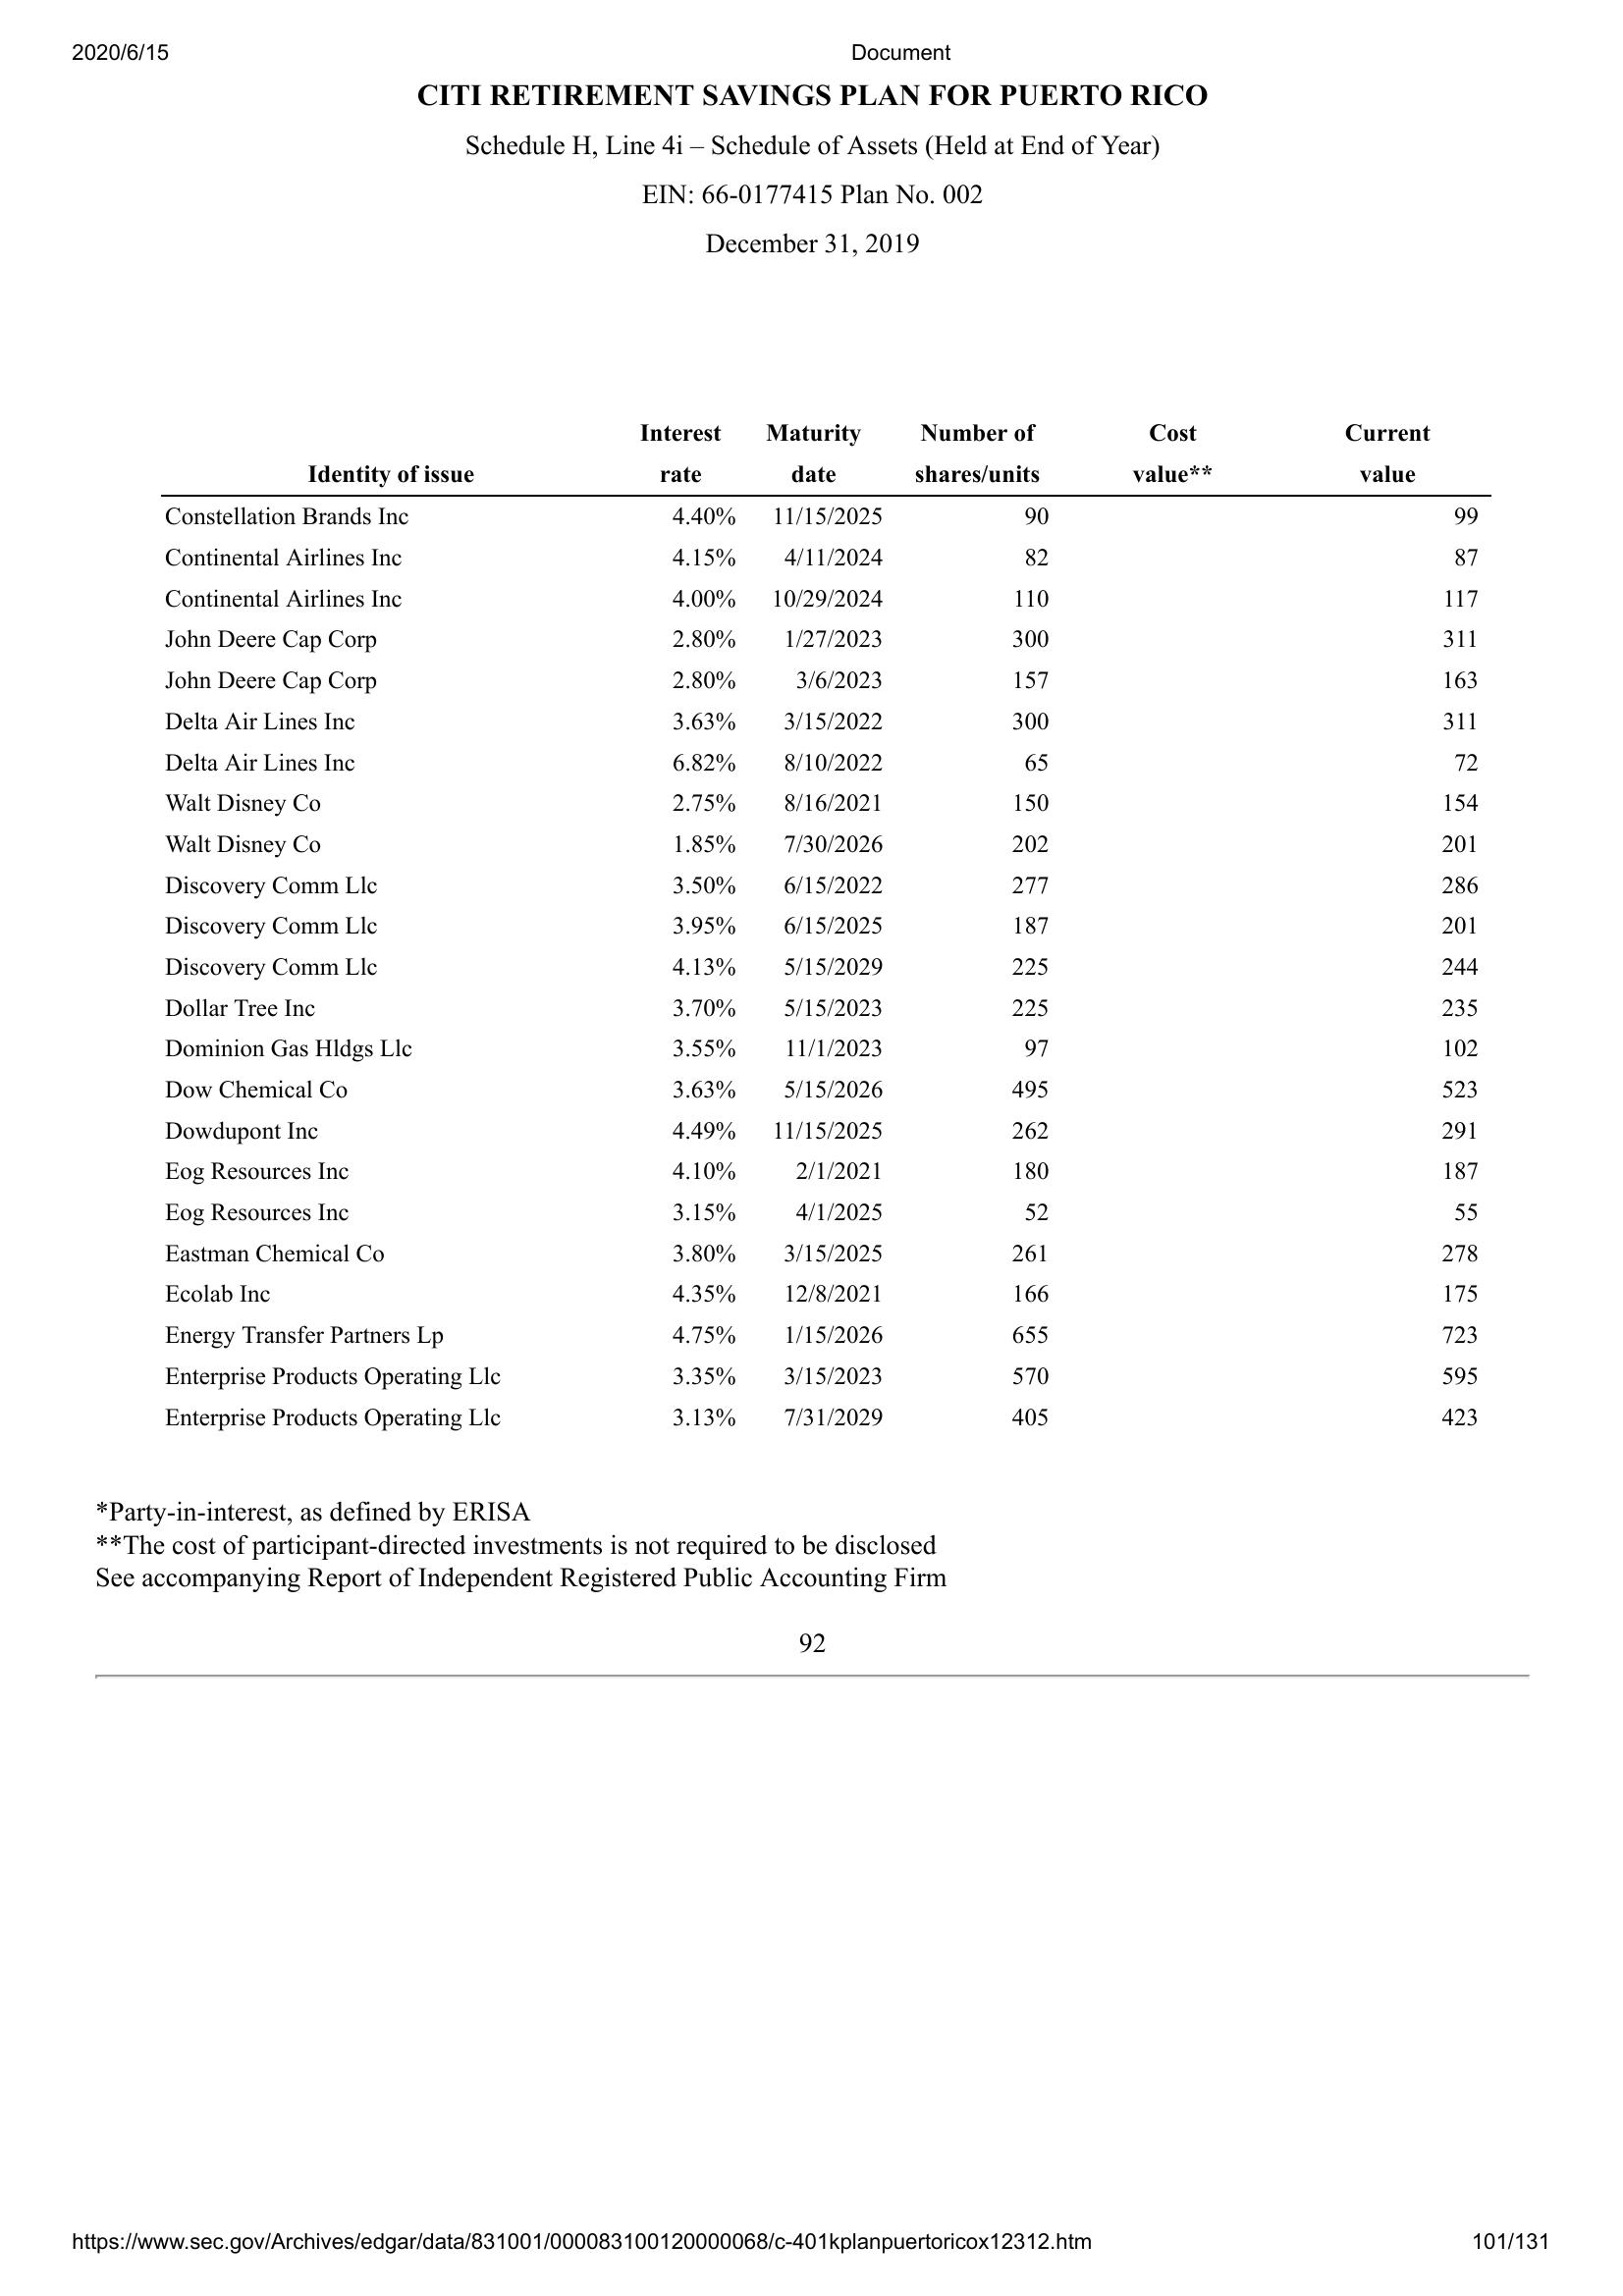 2020/6/15 Document
CITI RETIREMENT SAVINGS PLAN FOR PUERTO RICO
Schedule H, Line 4i – Schedule of Assets (Held at End of Year)
EIN: 66-0177415 Plan No. 002
December 31, 2019
Interest Maturity Number of Cost Current
Identity of issue rate date shares/units value** value
Constellation Brands Inc 4.40% 11/15/2025 90 99
Continental Airlines Inc 4.15% 4/11/2024 82 87
Continental Airlines Inc 4.00% 10/29/2024 110 117
John Deere Cap Corp 2.80% 1/27/2023 300 311
John Deere Cap Corp 2.80% 3/6/2023 157 163
Delta Air Lines Inc 3.63% 3/15/2022 300 311
Delta Air Lines Inc 6.82% 8/10/2022 65 72
Walt Disney Co 2.75% 8/16/2021 150 154
Walt Disney Co 1.85% 7/30/2026 202 201
Discovery Comm Llc 3.50% 6/15/2022 277 286
Discovery Comm Llc 3.95% 6/15/2025 187 201
Discovery Comm Llc 4.13% 5/15/2029 225 244
Dollar Tree Inc 3.70% 5/15/2023 225 235
Dominion Gas Hldgs Llc 3.55% 11/1/2023 97 102
Dow Chemical Co 3.63% 5/15/2026 495 523
Dowdupont Inc 4.49% 11/15/2025 262 291
Eog Resources Inc 4.10% 2/1/2021 180 187
Eog Resources Inc 3.15% 4/1/2025 52 55
Eastman Chemical Co 3.80% 3/15/2025 261 278
Ecolab Inc 4.35% 12/8/2021 166 175
Energy Transfer Partners Lp 4.75% 1/15/2026 655 723
Enterprise Products Operating Llc 3.35% 3/15/2023 570 595
Enterprise Products Operating Llc 3.13% 7/31/2029 405 423
*Party-in-interest, as defined by ERISA
**The cost of participant-directed investments is not required to be disclosed
See accompanying Report of Independent Registered Public Accounting Firm
92
https://www.sec.gov/Archives/edgar/data/831001/000083100120000068/c-401kplanpuertoricox12312.htm 101/131